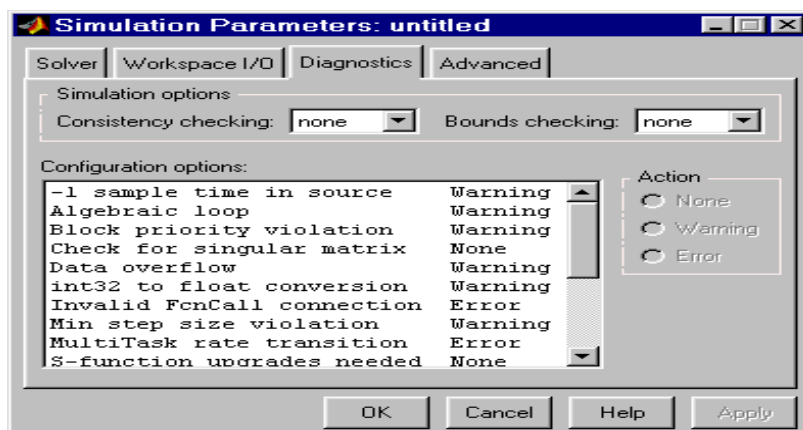 Simulation Parameters: untitled
Solver Workspace I/O Diagnostics Advanced
Simulation options
Consistency checking: none Bounds checking: none
Configuration options:
-1 sample time in source Warning
Algebraic loop Warning
Block priority violation Warning
Check for singular matrix None
Data overflow Warning
int32 to float conversion Warning
Invalid FcnCall connection Error
Min step size violation Warning
MultiTask rate transition Error
S-function upgrades needed None
Action
None
Warning
Error
OK Cancel Help Apply